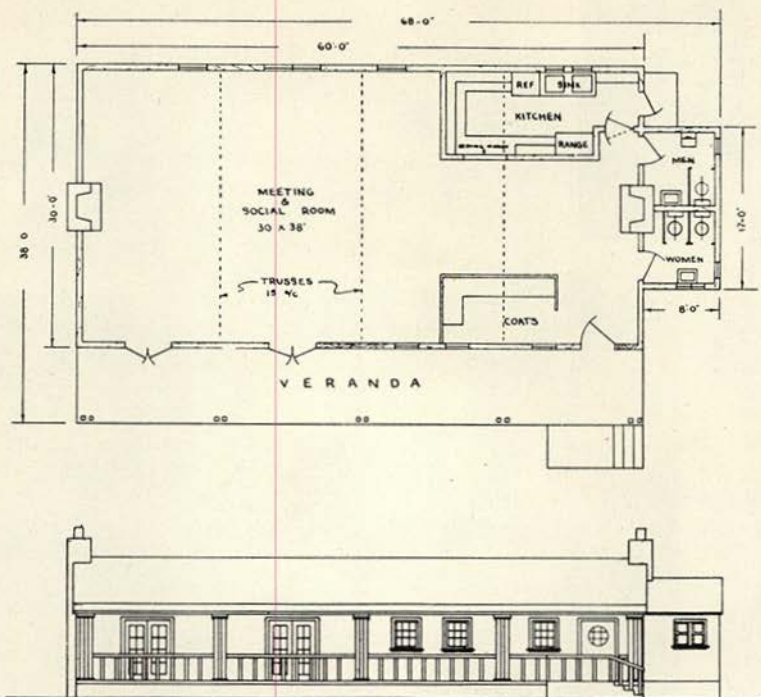 68-0"
60'-0"
REF
SINK
KITCHEN
RANGE
MEN
MEETING
&
SOCIAL ROOM
30 x 38'
38 0
30-0"
17-0"
WOMEN
TRUSSES
15 %
COATS
8'0"
VERANDA